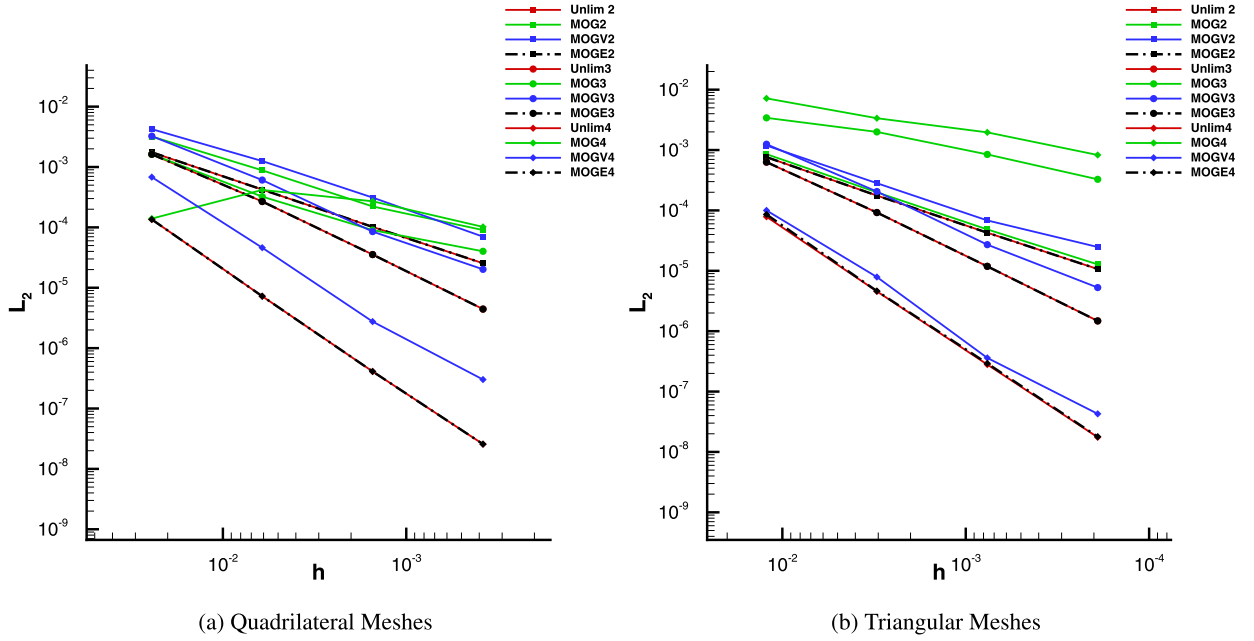 Unlim 2
MOG2
MOGV2
MOGE2
Unlim3
MOG3
MOGV3
MOGE3
Unlim4
MOG4
MOGV4
MOGE4
10⁻²
10⁻³
10⁻⁴
10⁻⁵
10⁻⁶
10⁻⁷
10⁻⁸
10⁻⁹
L₂
10⁻² 10⁻³
h
(a) Quadrilateral Meshes
Unlim 2
MOG2
MOGV2
MOGE2
Unlim3
MOG3
MOGV3
MOGE3
Unlim4
MOG4
MOGV4
MOGE4
10⁻²
10⁻³
10⁻⁴
10⁻⁵
10⁻⁶
10⁻⁷
10⁻⁸
10⁻⁹
L₂
10⁻² 10⁻³ 10⁻⁴
h
(b) Triangular Meshes